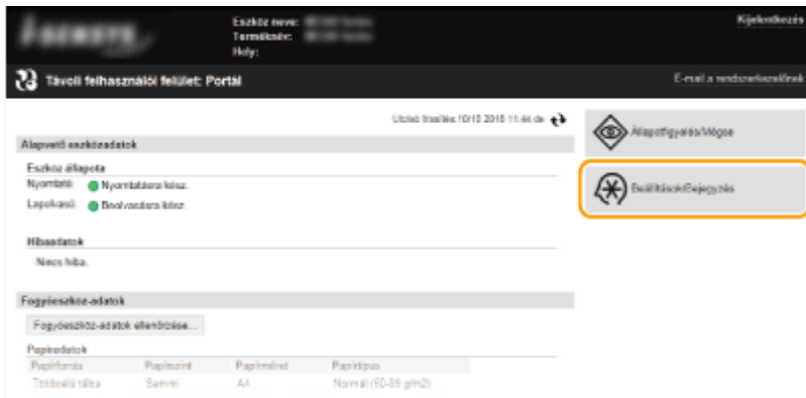 Eszköz neve:
Kijelentkezés
Terméknév:
Hely:
Távoli felhasználói felület: Portál
E-mail a rendszerkezelőnek
Utolsó frissítés: 10/10 2015 11:44 de
Állapotfigyelés/Mégse
Alapvető eszközadatok
Eszköz állapota
Nyomtató: Nyomtatásra kész.
Beállítások/Bejegyzés
Lapolvasó: Beolvasásra kész.
Hibaadatok
Nincs hiba.
Fogyóeszköz-adatok
Fogyóeszköz-adatok ellenőrzése...
Papíradatok
Papírforrás Papírszint Papírméret Papírtípus
Többcélú tálca Semmi A4 Normál (60-89 g/m2)